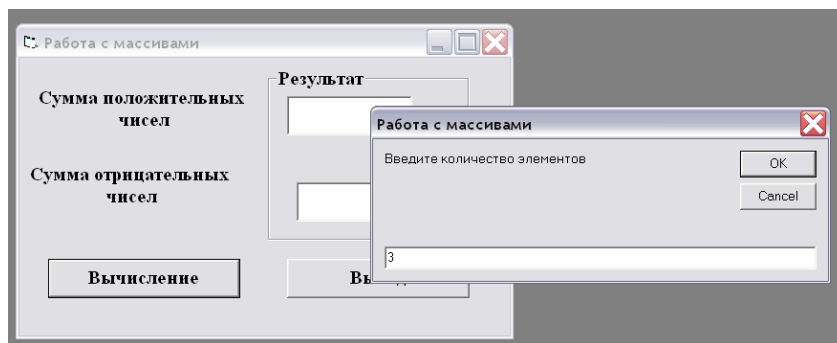 Работа с массивами
Результат
Сумма положительных
чисел
Сумма отрицательных
чисел
Вычисление
Работа с массивами
Введите количество элементов
OK
Cancel
3